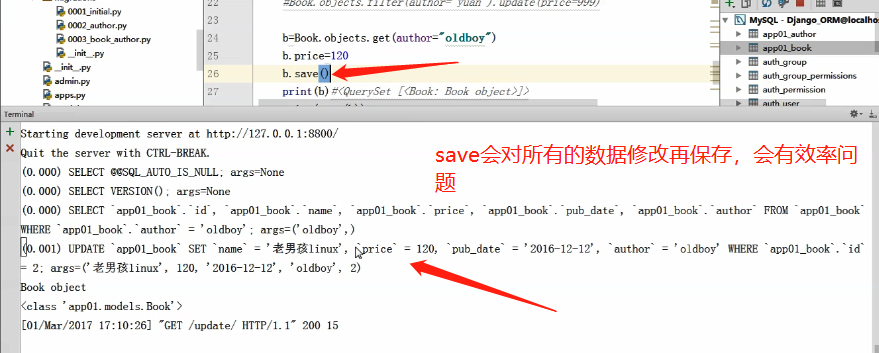 0001_initial.py
0002_author.py
0003_book_author.py
__init__.py
__init__.py
admin.py
apps.py
22 #Book.objects.filter(author="yuan").update(price=999)
23
24 b=Book.objects.get(author="oldboy")
25 b.price=120
26 b.save()
27 print(b)#<QuerySet [<Book: Book object>]>
MySQL - Django_ORM@localhos
app01_author
app01_book
auth_group
auth_group_permissions
auth_permission
auth_user
Terminal
Starting development server at http://127.0.0.1:8800/
Quit the server with CTRL-BREAK.
(0.000) SELECT @@SQL_AUTO_IS_NULL; args=None
(0.000) SELECT VERSION(); args=None
(0.000) SELECT `app01_book`.`id`, `app01_book`.`name`, `app01_book`.`price`, `app01_book`.`pub_date`, `app01_book`.`author` FROM `app01_book`
WHERE `app01_book`.`author` = 'oldboy'; args=('oldboy',)
(0.001) UPDATE `app01_book` SET `name` = '老男孩linux', `price` = 120, `pub_date` = '2016-12-12', `author` = 'oldboy' WHERE `app01_book`.`id`
= 2; args=('老男孩linux', 120, '2016-12-12', 'oldboy', 2)
Book object
<class 'app01.models.Book'>
[01/Mar/2017 17:10:26] "GET /update/ HTTP/1.1" 200 15
save会对所有的数据修改再保存，会有效率问
题